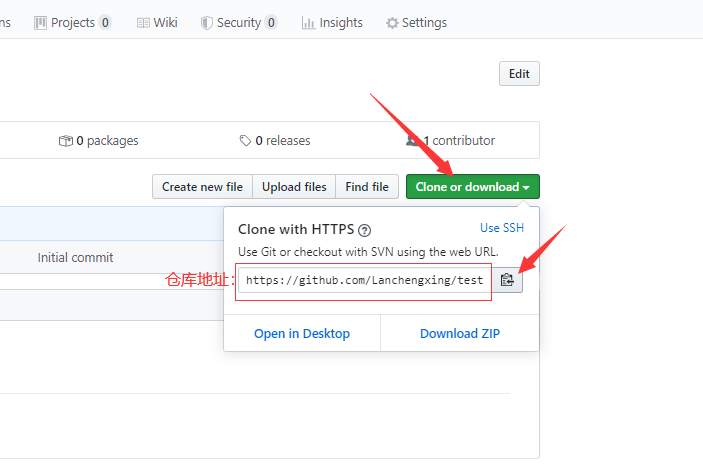 ns Projects 0 Wiki Security 0 Insights Settings
Edit
0 packages 0 releases 1 contributor
Create new file Upload files Find file Clone or download
Clone with HTTPS ? Use SSH
Use Git or checkout with SVN using the web URL.
Initial commit
仓库地址: https://github.com/Lanchengxing/test
Open in Desktop Download ZIP